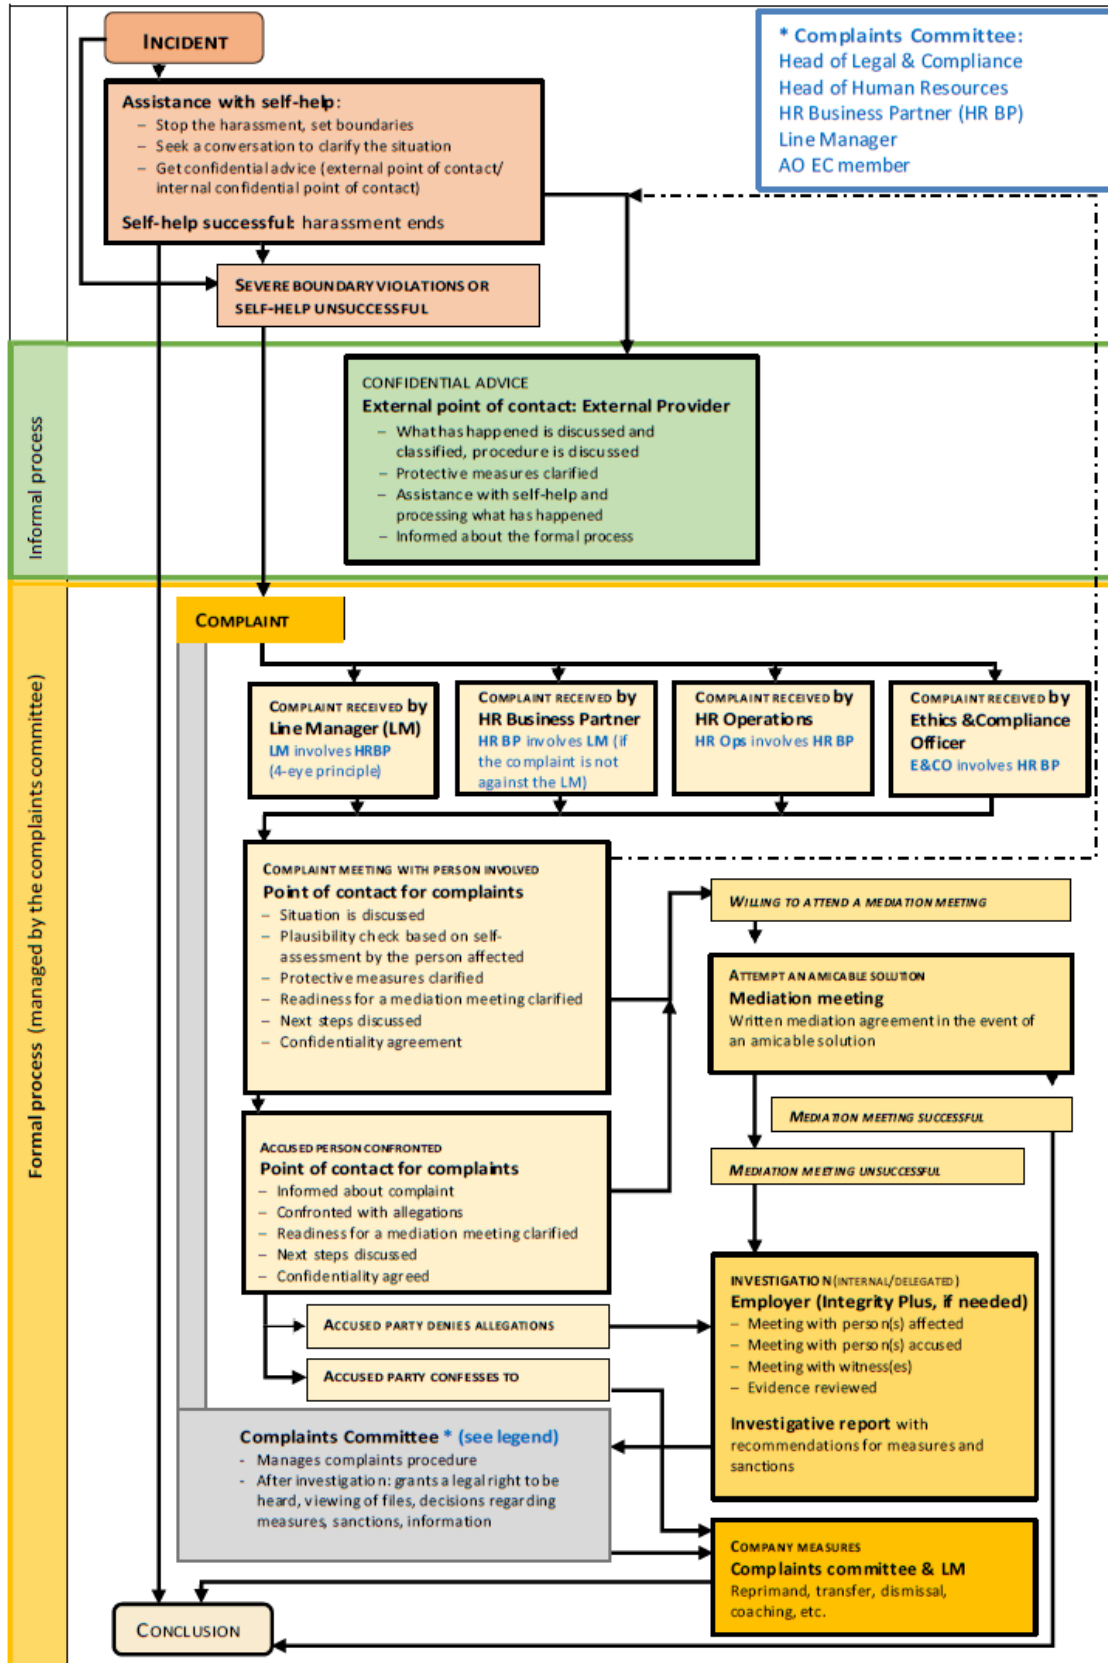 INCIDENT
* Complaints Committee:
Head of Legal & Compliance
Head of Human Resources
HR Business Partner (HR BP)
Line Manager
AO EC member
Assistance with self-help:
– Stop the harassment, set boundaries
– Seek a conversation to clarify the situation
– Get confidential advice (external point of contact/
internal confidential point of contact)
Self-help successful: harassment ends
SEVERE BOUNDARY VIOLATIONS OR
SELF-HELP UNSUCCESSFUL
Informal process
CONFIDENTIAL ADVICE
External point of contact: External Provider
– What has happened is discussed and
classified, procedure is discussed
– Protective measures clarified
– Assistance with self-help and
processing what has happened
– Informed about the formal process
Formal process (managed by the complaints committee)
COMPLAINT
COMPLAINT RECEIVED by
Line Manager (LM)
LM involves HRBP
(4-eye principle)
COMPLAINT RECEIVED by
HR Business Partner
HR BP involves LM (if
the complaint is not
against the LM)
COMPLAINT RECEIVED by
HR Operations
HR Ops involves HR BP
COMPLAINT RECEIVED by
Ethics &Compliance
Officer
E&CO involves HR BP
COMPLAINT MEETING WITH PERSON INVOLVED
Point of contact for complaints
– Situation is discussed
– Plausibility check based on self-
assessment by the person affected
– Protective measures clarified
– Readiness for a mediation meeting clarified
– Next steps discussed
– Confidentiality agreement
WILLING TO ATTEND A MEDIATION MEETING
ATTEMPT AN AMICABLE SOLUTION
Mediation meeting
Written mediation agreement in the event of
an amicable solution
MEDIATION MEETING SUCCESSFUL
MEDIATION MEETING UNSUCCESSFUL
ACCUSED PERSON CONFRONTED
Point of contact for complaints
– Informed about complaint
– Confronted with allegations
– Readiness for a mediation meeting clarified
– Next steps discussed
– Confidentiality agreed
ACCUSED PARTY DENIES ALLEGATIONS
ACCUSED PARTY CONFESSES TO
INVESTIGATION (INTERNAL/DELEGATED)
Employer (Integrity Plus, if needed)
– Meeting with person(s) affected
– Meeting with person(s) accused
– Meeting with witness(es)
– Evidence reviewed
Investigative report with
recommendations for measures and
sanctions
Complaints Committee * (see legend)
- Manages complaints procedure
- After investigation: grants a legal right to be
heard, viewing of files, decisions regarding
measures, sanctions, information
COMPANY MEASURES
Complaints committee & LM
Reprimand, transfer, dismissal,
coaching, etc.
CONCLUSION